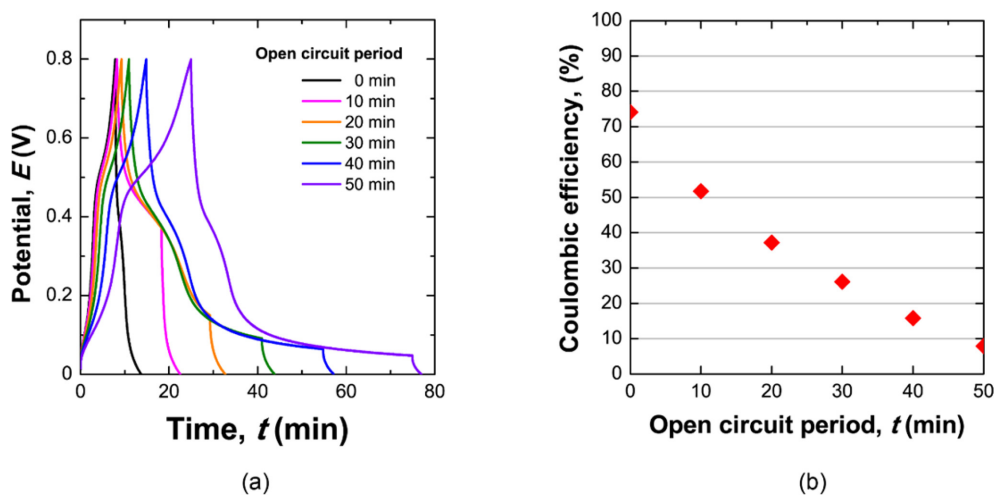 Open circuit period
0 min
10 min
20 min
30 min
40 min
50 min
0.8
0.6
0.4
0.2
0
Potential, E (V)
0
20
40
60
80
Time, t (min)
(a)
100
90
80
70
60
50
40
30
20
10
0
Coulombic efficiency, (%)
0
10
20
30
40
50
Open circuit period, t (min)
(b)